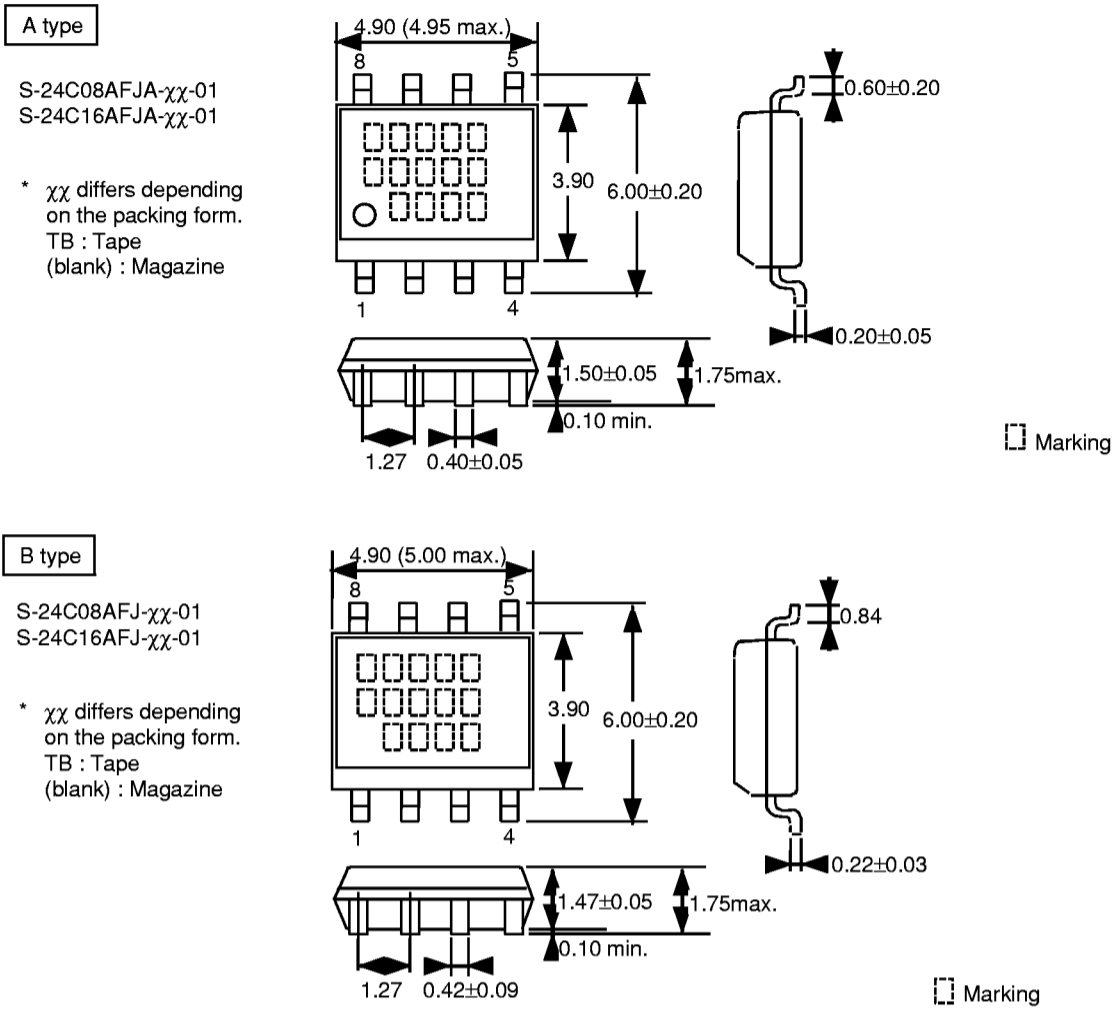 A type
4.90 (4.95 max.)
8
5
S-24C08AFJA-χχ-01
S-24C16AFJA-χχ-01
0.60±0.20
* χχ differs depending
on the packing form.
TB : Tape
(blank) : Magazine
3.90
6.00±0.20
1
4
0.20±0.05
1.50±0.05
1.75max.
0.10 min.
1.27
0.40±0.05
Marking
B type
4.90 (5.00 max.)
8
5
S-24C08AFJ-χχ-01
S-24C16AFJ-χχ-01
0.84
* χχ differs depending
on the packing form.
TB : Tape
(blank) : Magazine
3.90
6.00±0.20
1
4
0.22±0.03
1.47±0.05
1.75max.
0.10 min.
1.27
0.42±0.09
Marking